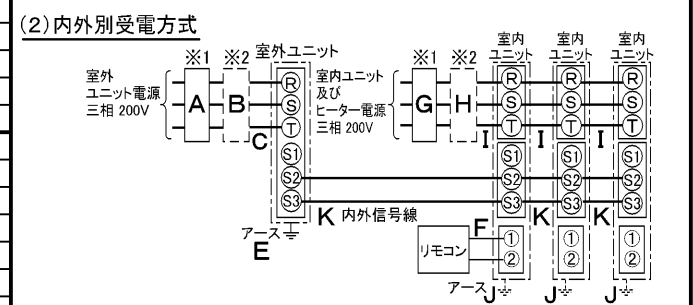 (2)内外別受電方式
※1 ※2 室外ユニット
室外
ユニット電源
三相 200V
A B C
R
S
T
S1
S2
S3
アース
E
※1 ※2
室内ユニット
及び
ヒーター電源
三相 200V
G H
室内
ユニット
室内
ユニット
室内
ユニット
R R R
S S S
T T T
I I I
S1 S1 S1
S2 S2 S2
S3 S3 S3
K 内外信号線
K K
F
リモコン
① ① ①
② ② ②
アース J J J